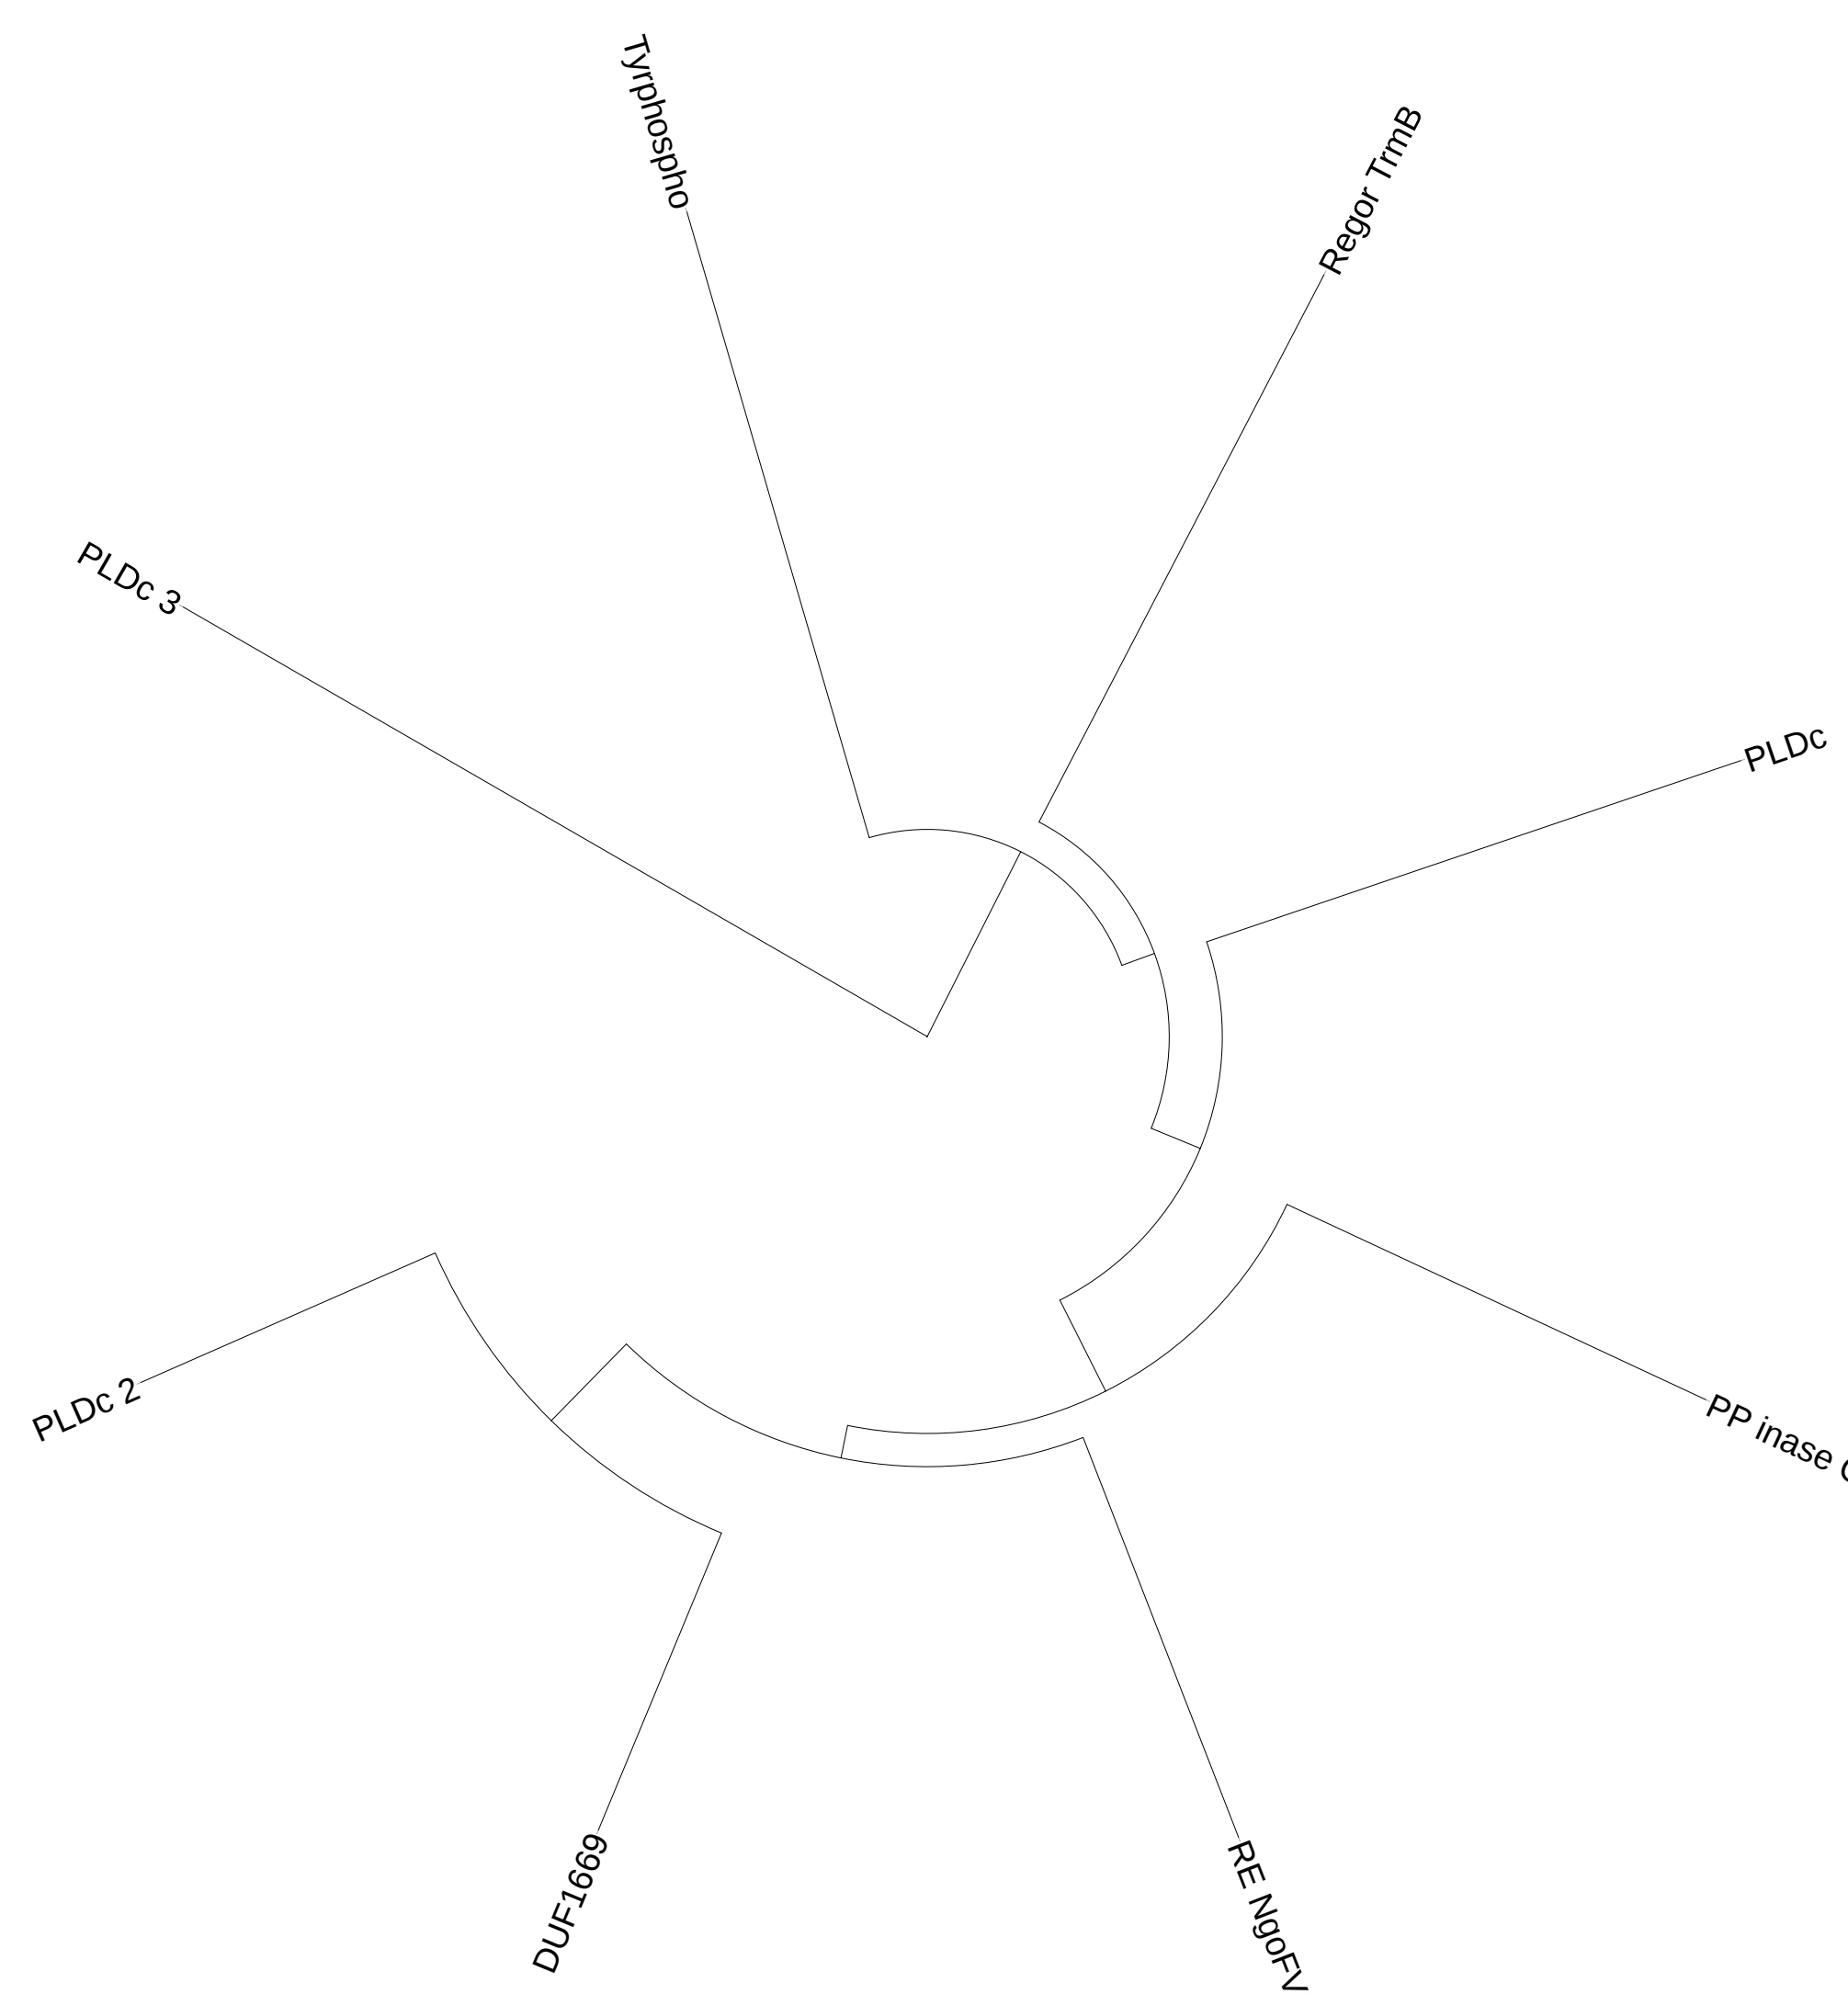 Tyrphospho
Regor TrmB
PLDc
PLDc 3
PLDc 2
PP inase
DUF1669
RE NgoFV